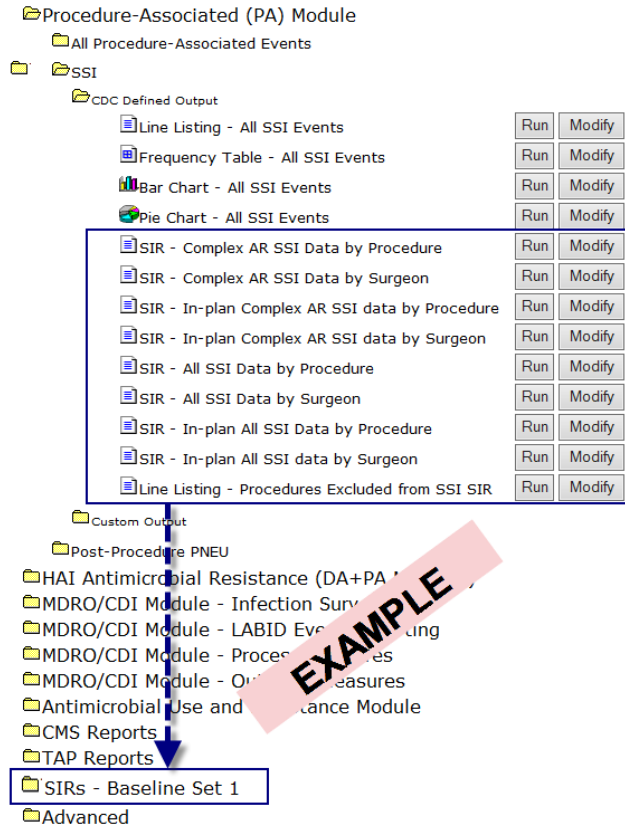 Procedure-Associated (PA) Module
All Procedure-Associated Events
SSI
CDC Defined Output
Line Listing - All SSI Events Run Modify
Frequency Table - All SSI Events Run Modify
Bar Chart - All SSI Events Run Modify
Pie Chart - All SSI Events Run Modify
SIR - Complex AR SSI Data by Procedure Run Modify
SIR - Complex AR SSI Data by Surgeon Run Modify
SIR - In-plan Complex AR SSI data by Procedure Run Modify
SIR - In-plan Complex AR SSI data by Surgeon Run Modify
SIR - All SSI Data by Procedure Run Modify
SIR - All SSI Data by Surgeon Run Modify
SIR - In-plan All SSI Data by Procedure Run Modify
SIR - In-plan All SSI data by Surgeon Run Modify
Line Listing - Procedures Excluded from SSI SIR Run Modify
Custom Output
Post-Procedure PNEU
HAI Antimicrobial Resistance (DA+PA
MDRO/CDI Module - Infection
MDRO/CDI Module - LABID
MDRO/CDI Module -
MDRO/CDI Module -
Antimicrobial Use and Module
EXAMPLE
CMS Reports
TAP Reports
SIRs - Baseline Set 1
Advanced